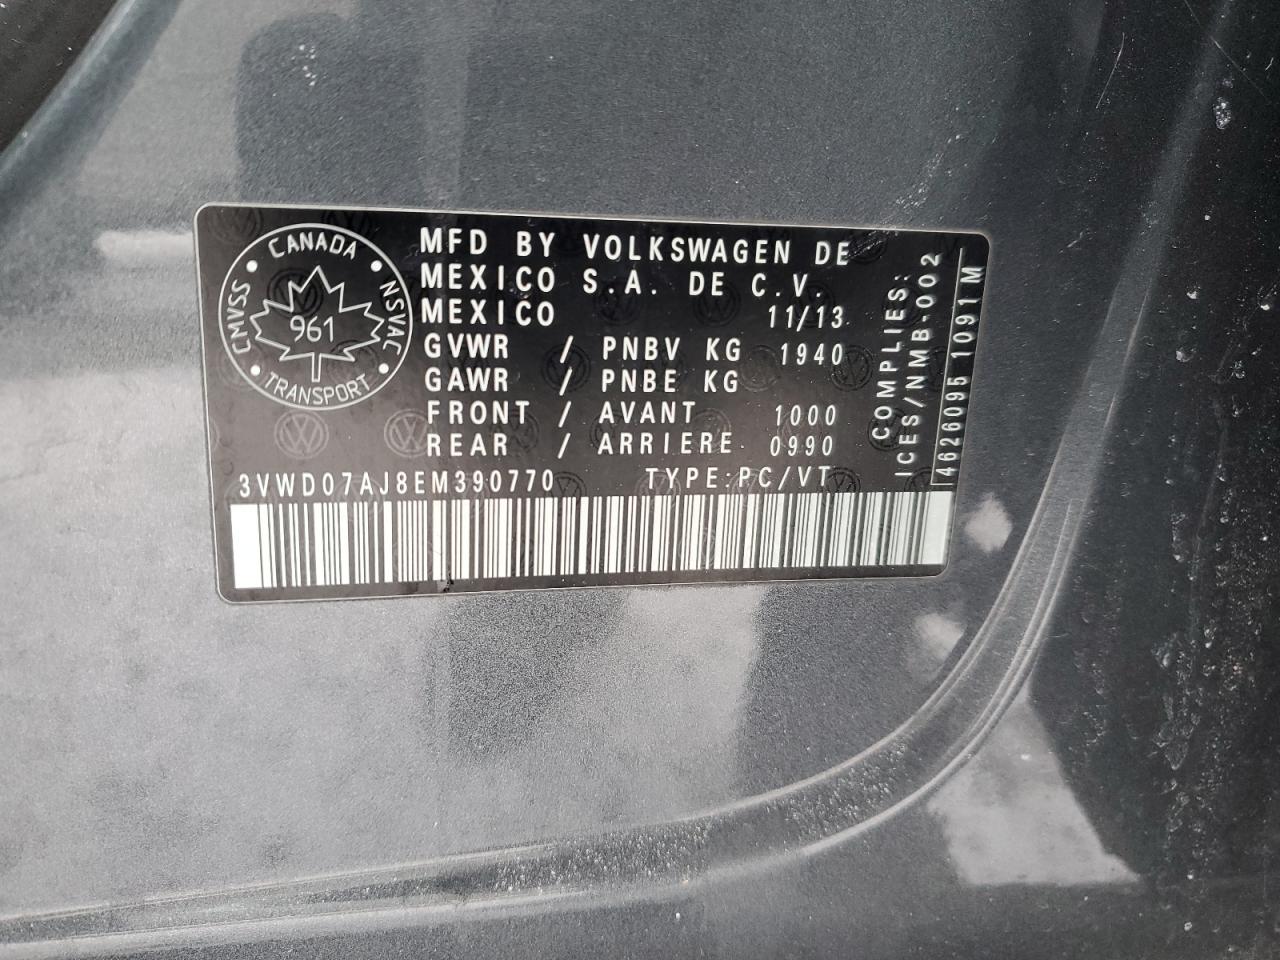 CANADA
CMVSS
NSVAC
961
TRANSPORT
MFD BY VOLKSWAGEN DE
MEXICO S.A. DE C.V.
MEXICO 11/13
GVWR / PNBV KG 1940
GAWR / PNBE KG
FRONT / AVANT 1000
REAR / ARRIERE 0990
3VWD07AJ8EM390770 TYPE:PC/VT
COMPLIES:
ICES/NMB-002
4626095 1091M